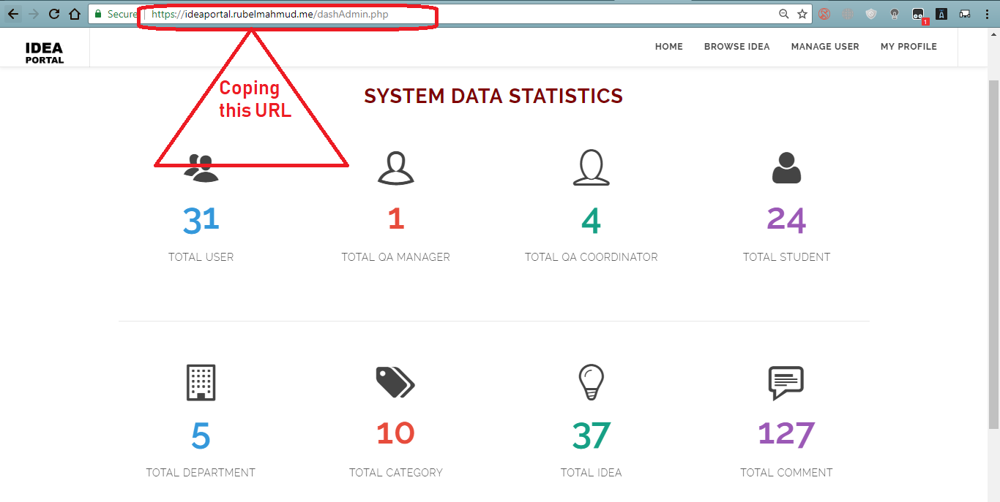 Secure https://ideaportal.rubelmahmud.me/dashAdmin.php
1
IDEA
PORTAL
HOME BROWSE IDEA MANAGE USER MY PROFILE
Coping
this URL
SYSTEM DATA STATISTICS
31 1 4 24
TOTAL USER TOTAL QA MANAGER TOTAL QA COORDINATOR TOTAL STUDENT
5 10 37 127
TOTAL DEPARTMENT TOTAL CATEGORY TOTAL IDEA TOTAL COMMENT